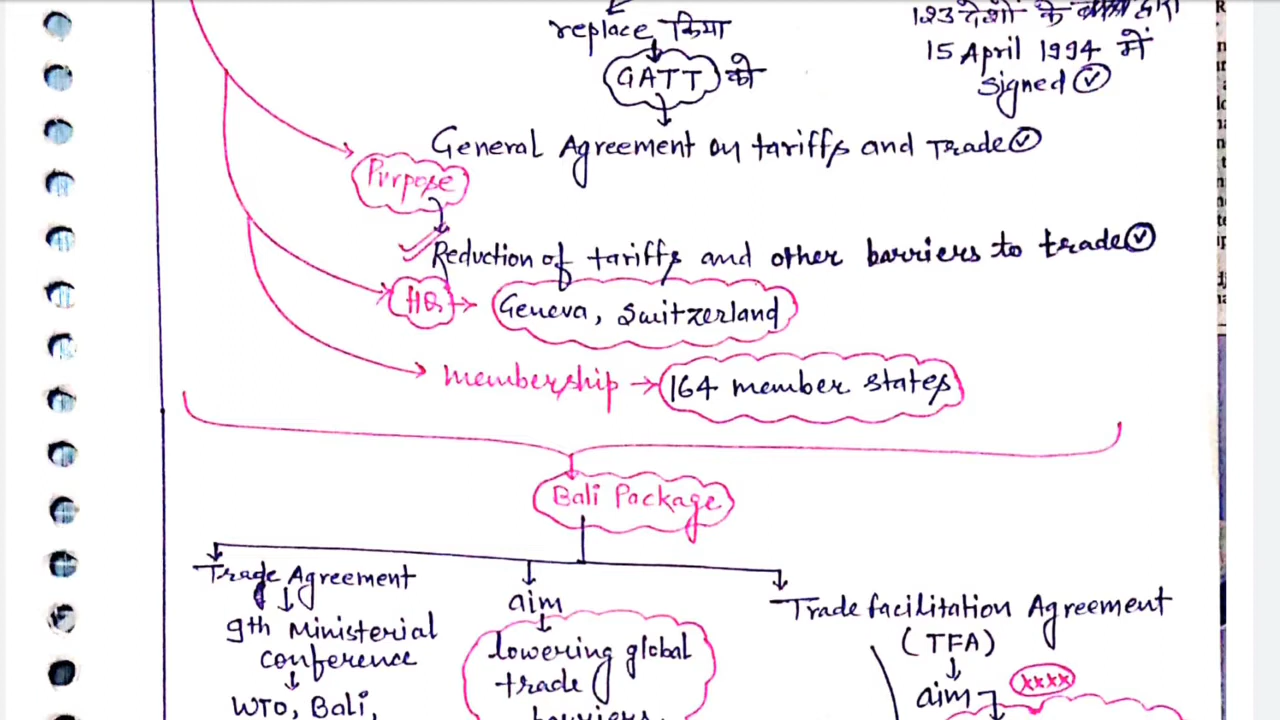 replace किया
GATT को
123 देशों के द्वारा
15 April 1994 में
signed
General Agreement on tariffs and Trade
Purpose
Reduction of tariffs and other barriers to trade
HQ
Geneva, Switzerland
membership
164 member states
Bali Package
Trade Agreement
9th Ministerial
conference
WTO, Bali,
aim
lowering global
trade
barriers.
Trade facilitation Agreement
(TFA)
aim
xxxx